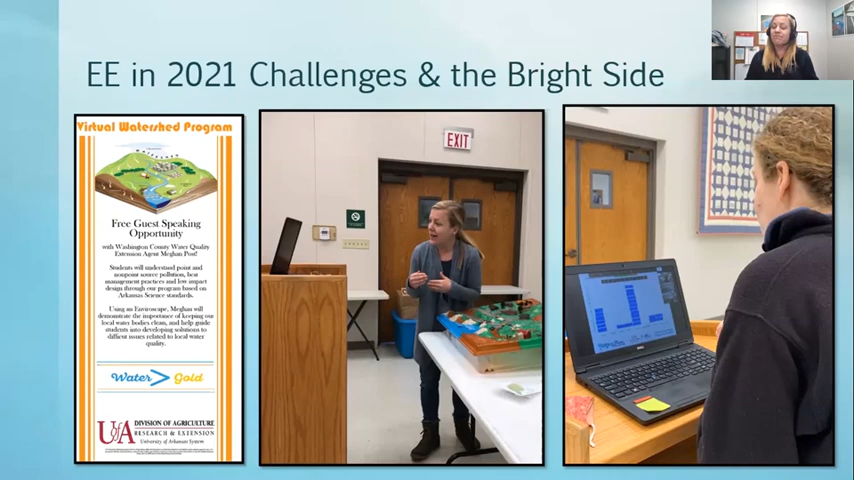 EE in 2021 Challenges & the Bright Side
Virtual Watershed Program
Free Guest Speaking
Opportunity
with Washington County Water Quality
Extension Agent Meghan Post!
Students will understand point and
nonpoint source pollution, best
management practices and low impact
design through our program based on
Arkansas Science standards.
Using an Enviroscape, Meghan will
demonstrate the importance of keeping our
local water bodies clean, and help guide
students into developing solutions to
different issues related to local water
quality.
Water > Gold
UofA DIVISION OF AGRICULTURE
RESEARCH & EXTENSION
University of Arkansas System
EXIT
DELL